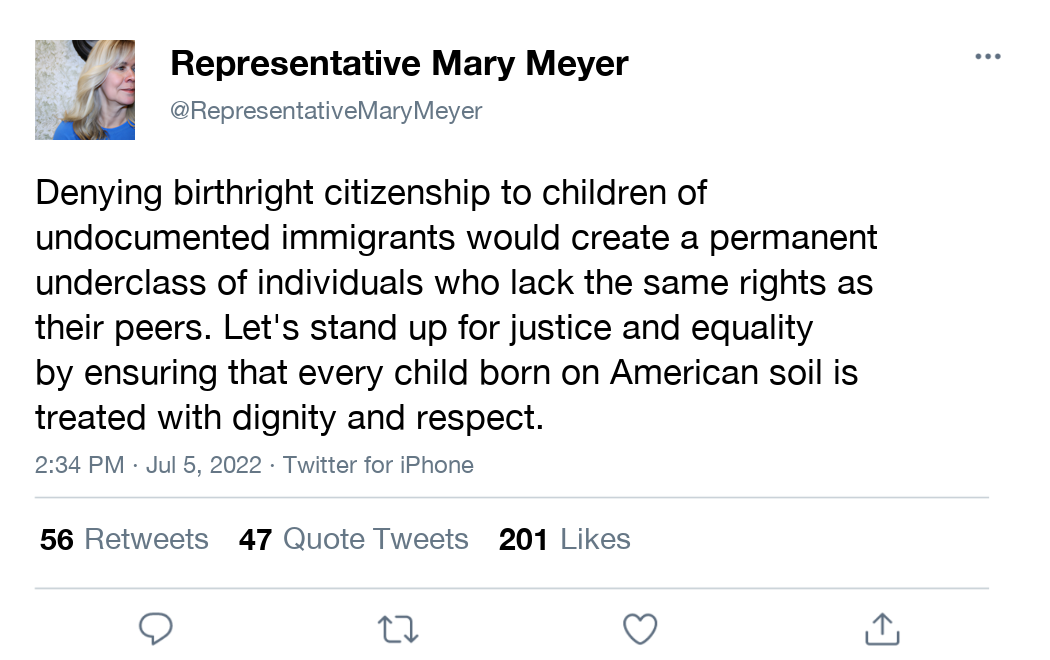 Representative Mary Meyer
@RepresentativeMaryMeyer
Denying birthright citizenship to children of
undocumented immigrants would create a permanent
underclass of individuals who lack the same rights as
their peers. Let's stand up for justice and equality
by ensuring that every child born on American soil is
treated with dignity and respect.
2:34 PM · Jul 5, 2022 · Twitter for iPhone
56 Retweets 47 Quote Tweets 201 Likes